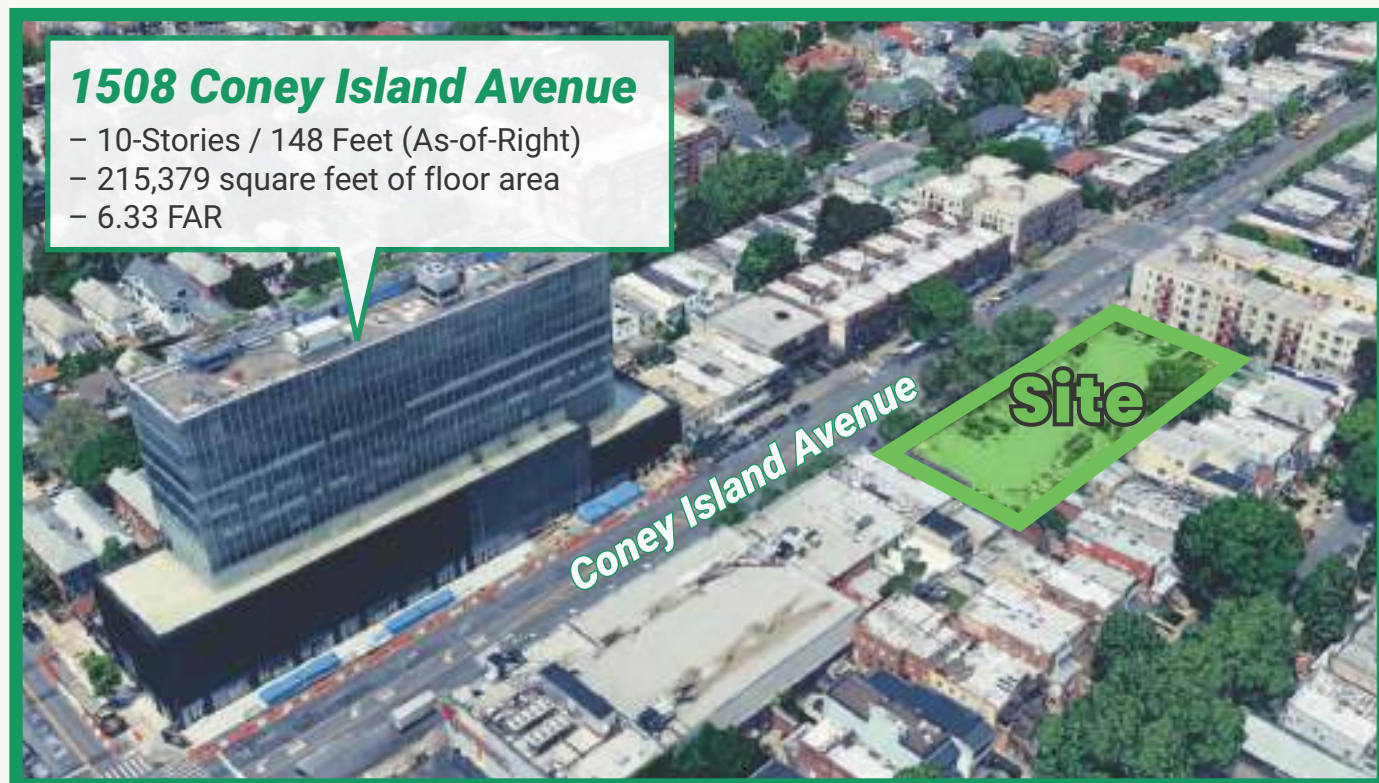 1508 Coney Island Avenue
– 10-Stories / 148 Feet (As-of-Right)
– 215,379 square feet of floor area
– 6.33 FAR
Site
Coney Island Avenue